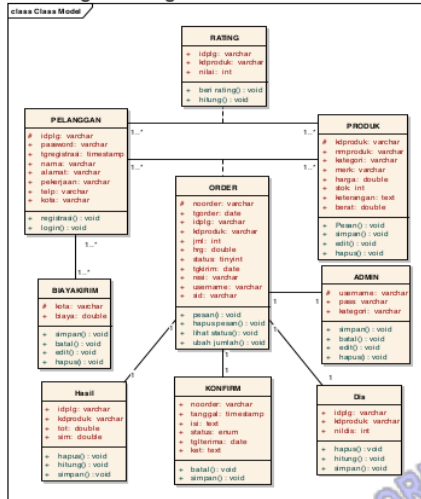 class Class Model
RATING
+ idplg: varchar
+ kdproduk: varchar
+ nilai: int
+ beri rating() : void
+ hitung() : void
PELANGGAN
# idplg: varchar
+ password: varchar
+ tgregistrasi: timestamp
+ nama: varchar
+ alamat: varchar
+ pekerjaan: varchar
+ telp: varchar
+ kota: varchar
+ registrasi() : void
+ login() : void
1..*
1..*
1..*
1..*
PRODUK
# kdproduk: varchar
+ nmproduk: varchar
+ kategori: varchar
+ merk: varchar
+ harga: double
+ stok: int
+ keterangan: text
+ berat: double
+ Pesan() : void
+ simpan() : void
+ edit() : void
+ hapus() : void
ORDER
# noorder: varchar
+ tgorder: date
+ idplg: varchar
+ kdproduk: varchar
+ jml: int
+ hrg: double
+ status: tinyint
+ tgkirim: date
+ resi: varchar
+ username: varchar
+ sid: varchar
+ pesan() : void
+ hapuspesan() : void
+ lihat status() : void
+ ubah jumlah() : void
1..*
1..*
BIAYAKIRIM
# kota: varchar
+ biaya: double
+ simpan() : void
+ batal() : void
+ edit() : void
+ hapus() : void
ADMIN
# username: varchar
+ pass: varchar
+ kategori: varchar
+ simpan() : void
+ batal() : void
+ edit() : void
+ hapus() : void
1
1
1
1
1
1
1
1
Hasil
+ idplg: varchar
+ kdproduk: varchar
+ tot: double
+ sim: double
+ hapus() : void
+ hitung() : void
+ simpan() : void
KONFIRM
+ noorder: varchar
+ tanggal: timestamp
+ isi: text
+ status: enum
+ tglterima: date
+ ket: text
+ batal() : void
+ simpan() : void
Dis
+ idplg: varchar
+ kdproduk: varchar
+ nildis: int
+ hapus() : void
+ hitung() : void
+ simpan() : void